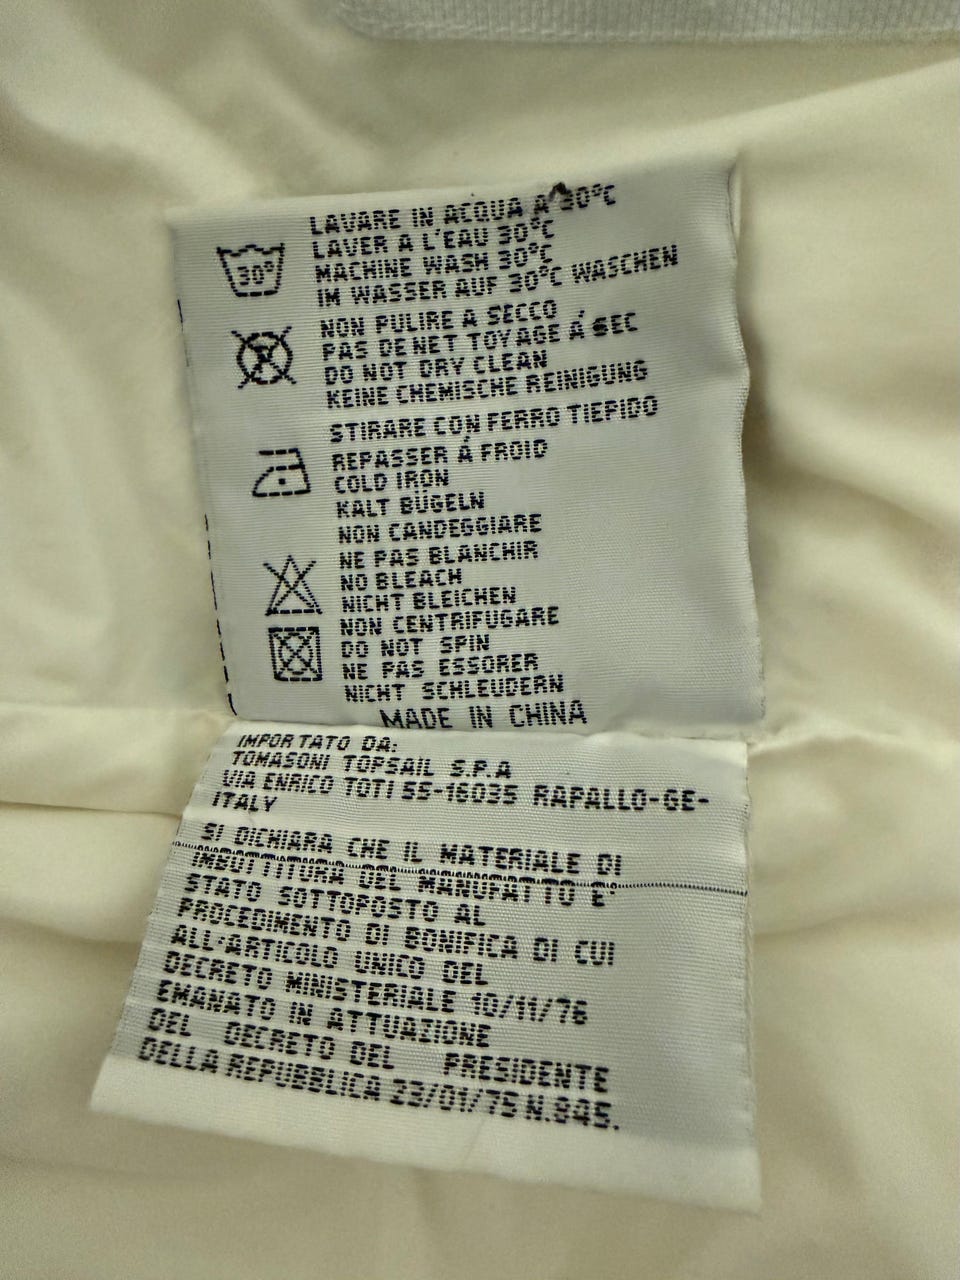 LAVARE IN ACQUA A 30°C
LAVER A L'EAU 30°C
MACHINE WASH 30°C
IM WASSER AUF 30°C WASCHEN
30°
NON PULIRE A SECCO
PAS DE NET TOYAGE Á SEC
DO NOT DRY CLEAN
KEINE CHEMISCHE REINIGUNG
STIRARE CON FERRO TIEPIDO
REPASSER Á FROID
COLD IRON
KALT BÜGELN
NON CANDEGGIARE
NE PAS BLANCHIR
NO BLEACH
NICHT BLEICHEN
NON CENTRIFUGARE
DO NOT SPIN
NE PAS ESSORER
NICHT SCHLEUDERN
MADE IN CHINA
IMPORTATO DA:
TOMASONI TOPSAIL S.P.A
VIA ENRICO TOTI 55-16035 RAPALLO-GE-
ITALY
SI DICHIARA CHE IL MATERIALE DI
IMBOTTITURA DEL MANUFATTO E'
STATO SOTTOPOSTO AL
PROCEDIMENTO DI BONIFICA DI CUI
ALL'ARTICOLO UNICO DEL
DECRETO MINISTERIALE 10/11/76
EMANATO IN ATTUAZIONE
DEL DECRETO DEL PRESIDENTE
DELLA REPUBBLICA 23/01/75 N.845.